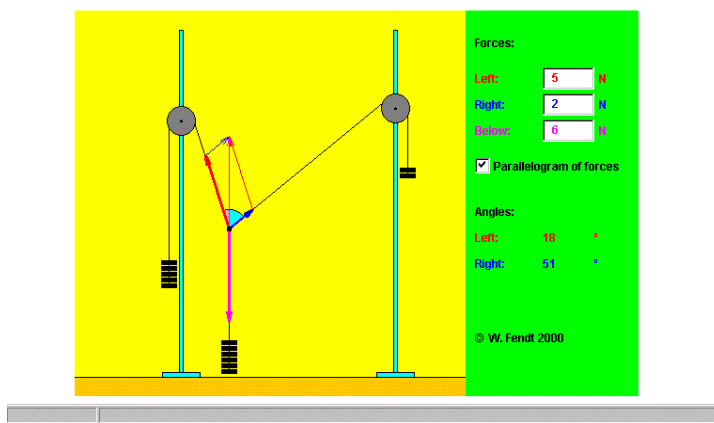 Forces:
Left: 5 N
Right: 2 N
Below: 6 N
Parallelogram of forces
Angles:
Left: 18 °
Right: 51 °
© W. Fendt 2000